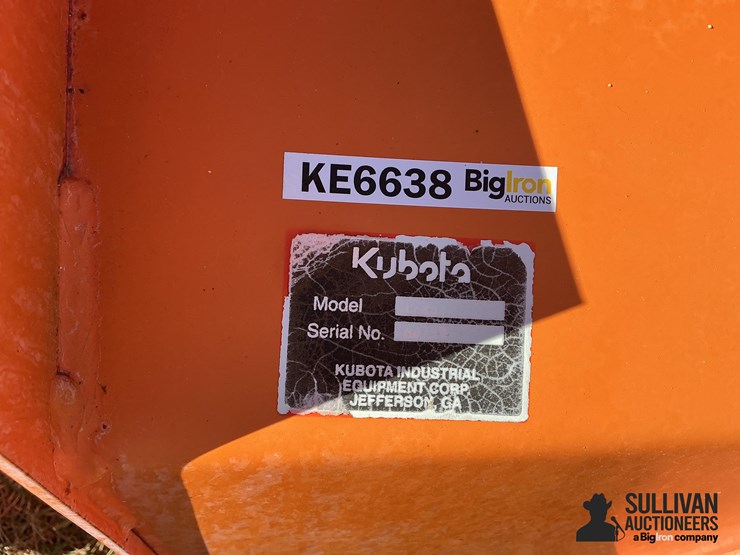 KE6638 BigIron
AUCTIONS
Kubota
Model
Serial No.
KUBOTA INDUSTRIAL
EQUIPMENT CORP
JEFFERSON, GA
SULLIVAN
AUCTIONEERS
a BigIron company